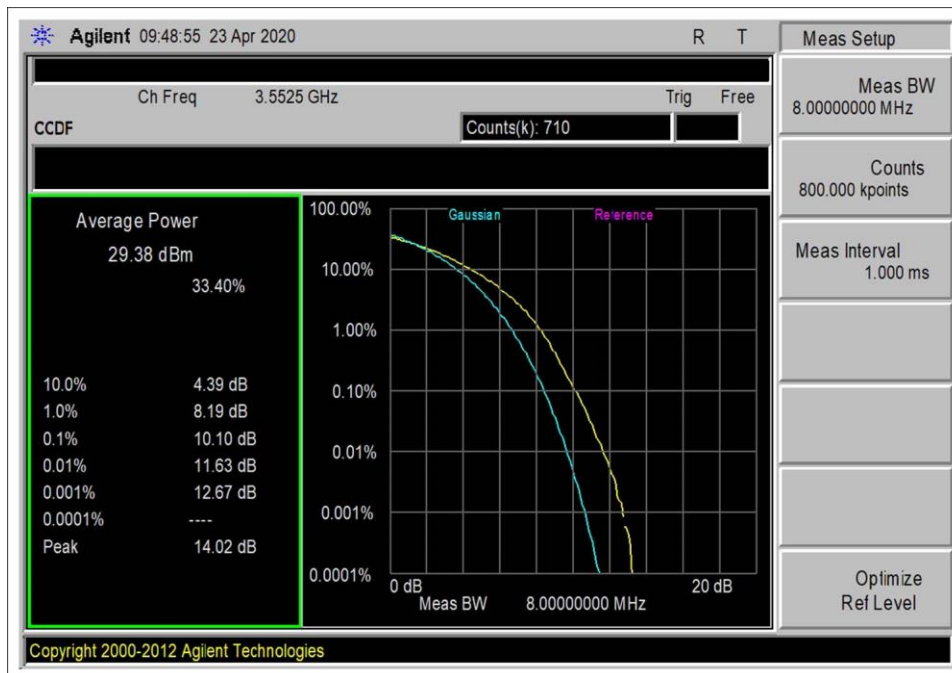 Agilent 09:48:55 23 Apr 2020 R T
Meas Setup
Ch Freq 3.5525 GHz Trig Free
CCDF Counts(k): 710
Meas BW
8.00000000 MHz
Counts
800.000 kpoints
Meas Interval
1.000 ms
Optimize
Ref Level
Average Power
29.38 dBm
33.40%
10.0% 4.39 dB
1.0% 8.19 dB
0.1% 10.10 dB
0.01% 11.63 dB
0.001% 12.67 dB
0.0001% ----
Peak 14.02 dB
Gaussian Reference
100.00%
10.00%
1.00%
0.10%
0.01%
0.001%
0.0001%
0 dB 20 dB
Meas BW 8.00000000 MHz
Copyright 2000-2012 Agilent Technologies